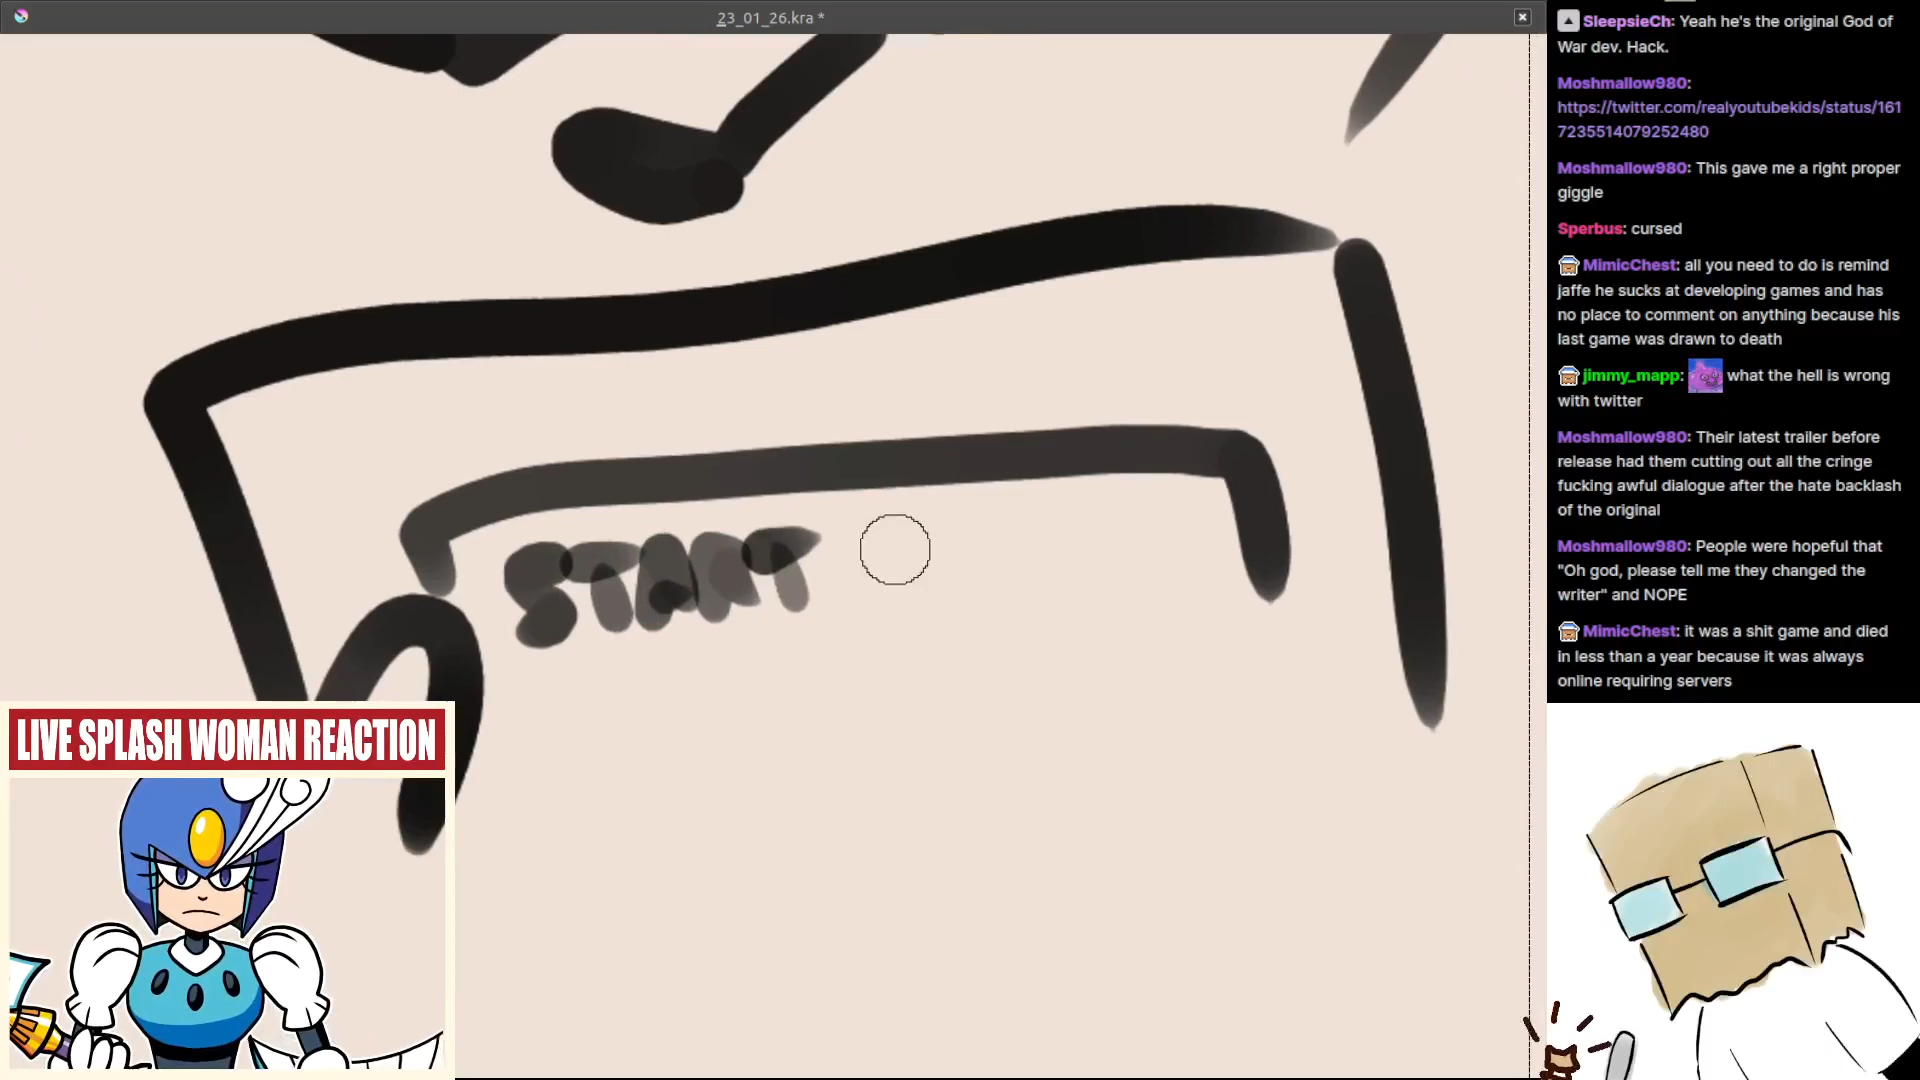 23_01_26.kra *
SleepsieCh: Yeah he's the original God of
War dev. Hack.
Moshmallow980:
https://twitter.com/realyoutubekids/status/161
7235514079252480
Moshmallow980: This gave me a right proper
giggle
Sperbus: cursed
MimicChest: all you need to do is remind
jaffe he sucks at developing games and has
no place to comment on anything because his
last game was drawn to death
jimmy_mapp: what the hell is wrong
with twitter
Moshmallow980: Their latest trailer before
release had them cutting out all the cringe
fucking awful dialogue after the hate backlash
of the original
Moshmallow980: People were hopeful that
"Oh god, please tell me they changed the
writer" and NOPE
MimicChest: it was a shit game and died
in less than a year because it was always
online requiring servers
START
LIVE SPLASH WOMAN REACTION